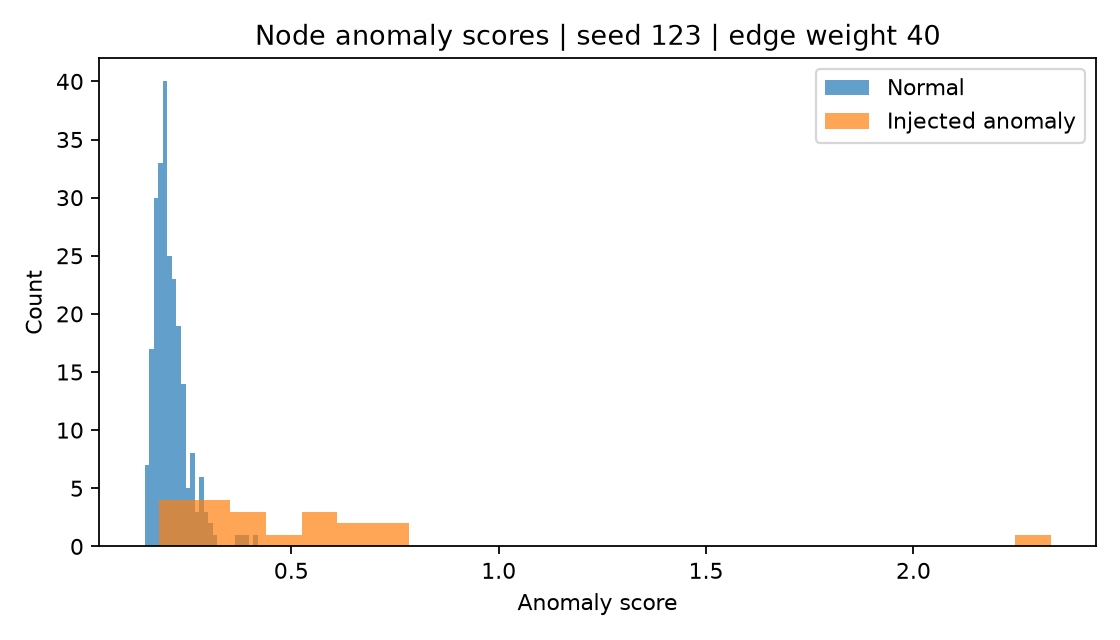 Node anomaly scores | seed 123 | edge weight 40
Normal
Injected anomaly
40
35
30
25
20
15
10
5
0
Count
0.5
1.0
1.5
2.0
Anomaly score